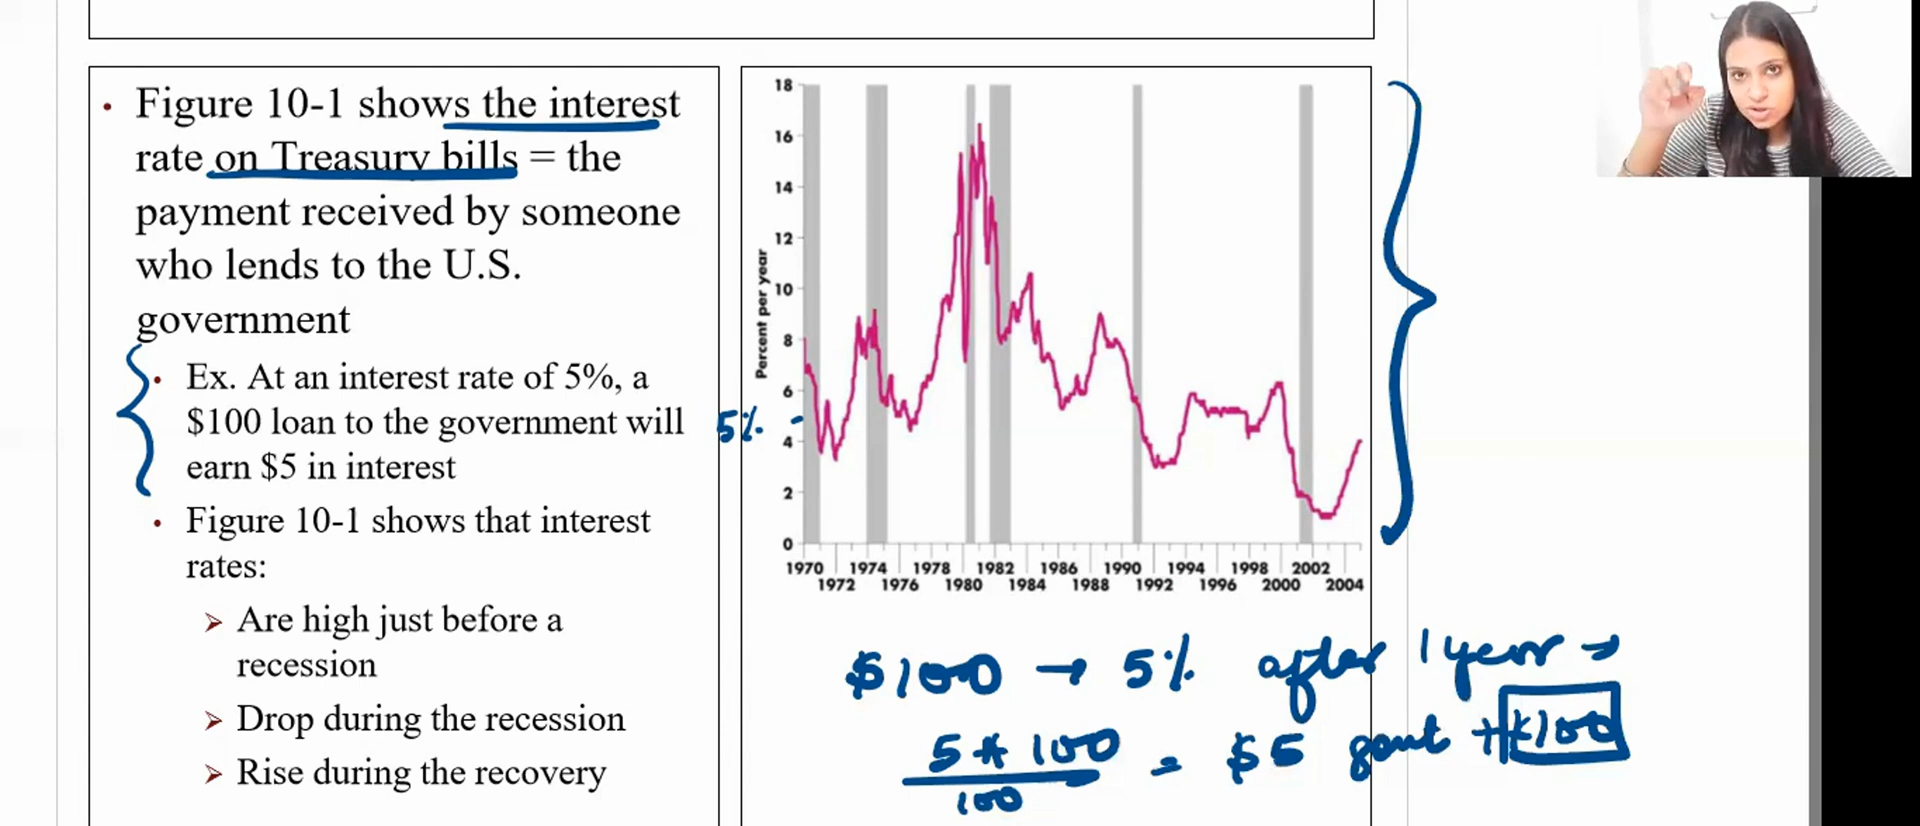 • Figure 10-1 shows the interest
rate on Treasury bills = the
payment received by someone
who lends to the U.S.
government
• Ex. At an interest rate of 5%, a
$100 loan to the government will
earn $5 in interest
• Figure 10-1 shows that interest
rates:
➢ Are high just before a
recession
➢ Drop during the recession
➢ Rise during the recovery
Percent per year
18
16
14
12
10
8
6
5%
4
2
0
1970 1974 1978 1982 1986 1990 1994 1998 2002
1972 1976 1980 1984 1988 1992 1996 2000 2004
$100 → 5% after 1 year →
5 * 100 = $5 govt +
100